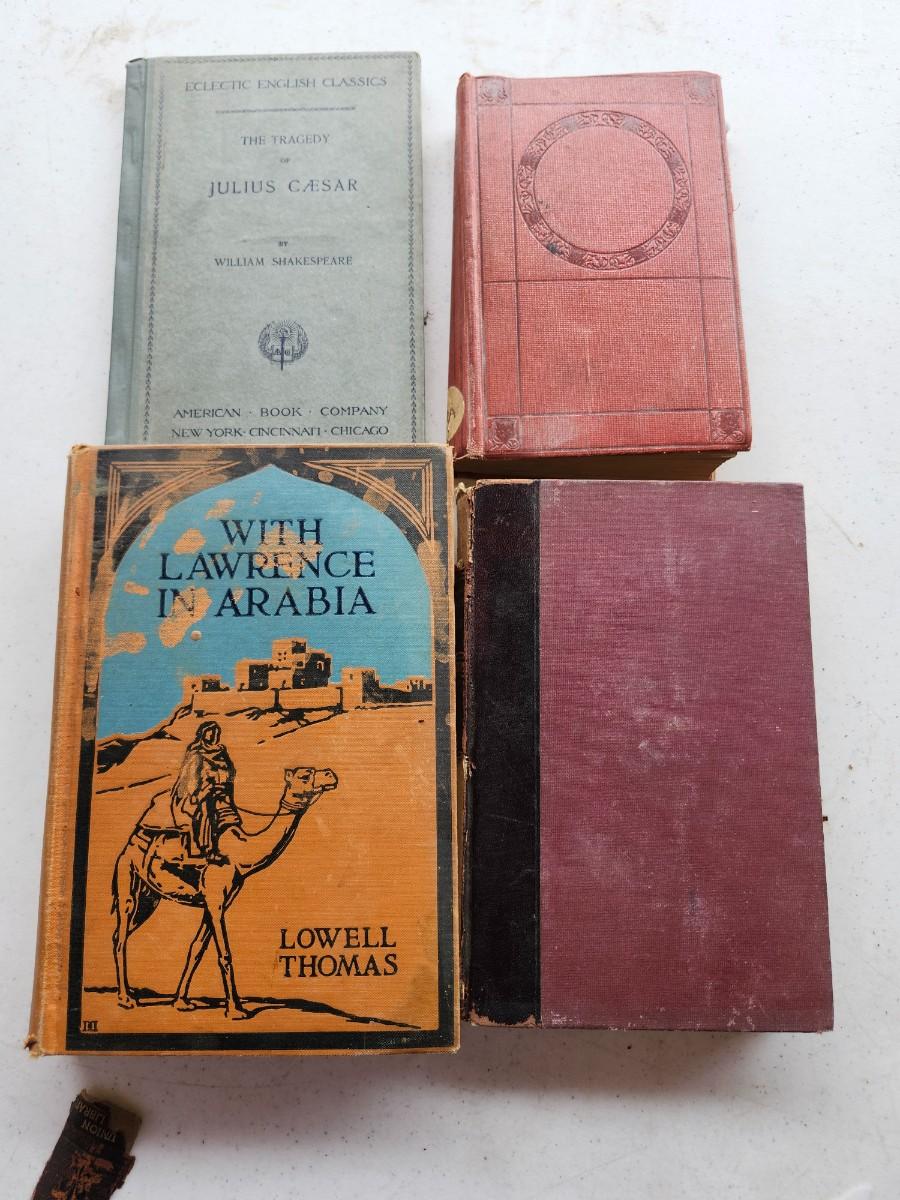 ECLECTIC ENGLISH CLASSICS
THE TRAGEDY
OF
JULIUS CÆSAR
BY
WILLIAM SHAKESPEARE
AMERICAN · BOOK · COMPANY
NEW YORK · CINCINNATI · CHICAGO
WITH
LAWRENCE
IN ARABIA
LOWELL
THOMAS
UNION